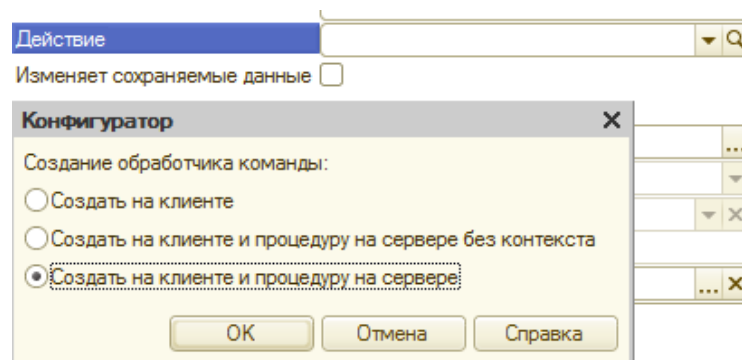 Действие
Изменяет сохраняемые данные
Конфигуратор
Создание обработчика команды:
Создать на клиенте
Создать на клиенте и процедуру на сервере без контекста
Создать на клиенте и процедуру на сервере
ОК
Отмена
Справка